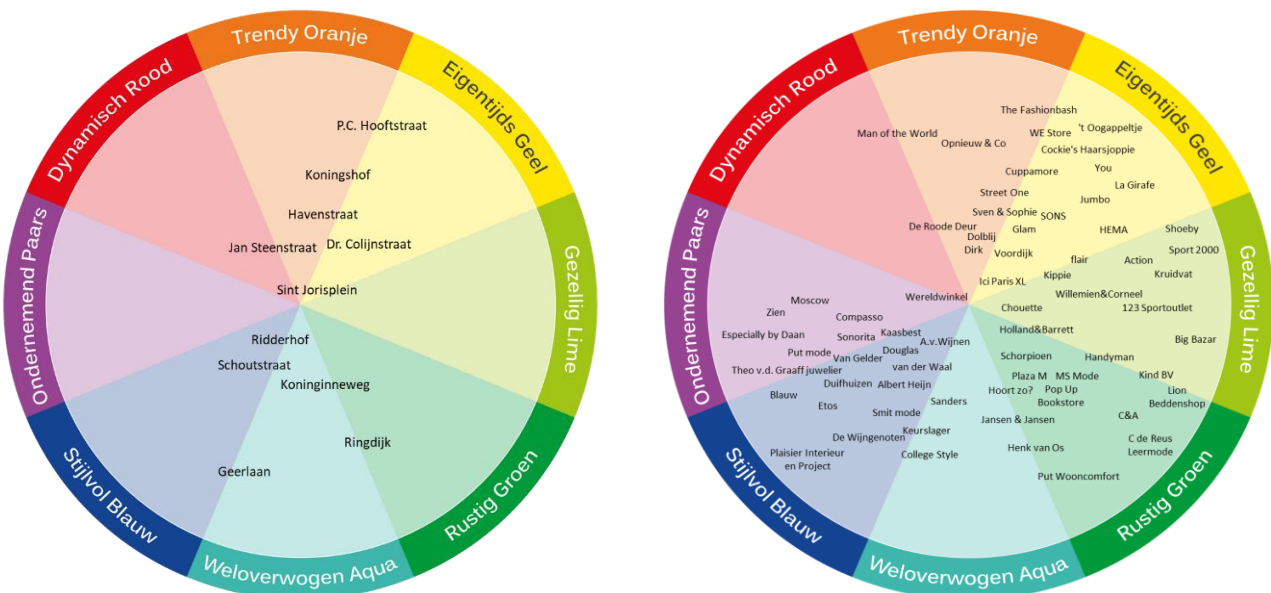 Trendy Oranje
Eigentijds Geel
Gezellig Lime
Rustig Groen
Weloverwogen Aqua
Stijlvol Blauw
Ondernemend Paars
Dynamisch Rood
P.C. Hooftstraat
Koningshof
Havenstraat
Jan Steenstraat
Dr. Colijnstraat
Sint Jorisplein
Ridderhof
Schoutstraat
Koninginneweg
Ringdijk
Geerlaan
Trendy Oranje
Eigentijds Geel
Gezellig Lime
Rustig Groen
Weloverwogen Aqua
Stijlvol Blauw
Ondernemend Paars
Dynamisch Rood
The Fashionbash
Man of the World
WE Store
't Oogappeltje
Opnieuw & Co
Cockie's Haarsjoppie
Cuppamore
You
La Girafe
Street One
Jumbo
Sven & Sophie
SONS
De Roode Deur
Glam
HEMA
Shoeby
Dolblij
Dirk
Voordijk
Sport 2000
flair
Action
Kippie
Kruidvat
Ici Paris XL
Wereldwinkel
Willemien&Corneel
Moscow
Chouette
123 Sportoutlet
Zien
Compasso
Holland&Barrett
Especially by Daan
Sonorita
Kaasbest
A.v.Wijnen
Big Bazar
Put mode
Van Gelder
Douglas
Schorpioen
Handyman
Theo v.d. Graaff juwelier
van der Waal
Plaza M
MS Mode
Kind BV
Duifhuizen
Albert Heijn
Hoort zo?
Pop Up
Bookstore
Lion
Beddenshop
Blauw
Etos
Smit mode
Sanders
Jansen & Jansen
C&A
De Wijngenoten
Keurslager
Henk van Os
C de Reus
Leermode
Plaisier Interieur
en Project
College Style
Put Wooncomfort